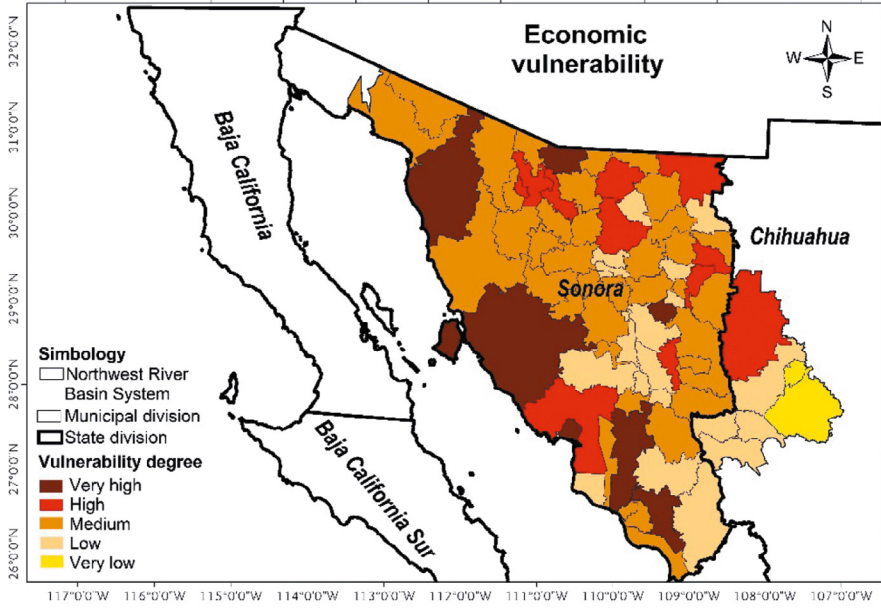 Economic
vulnerability
N
W E
S
32°0'0"N
31°0'0"N
30°0'0"N
29°0'0"N
28°0'0"N
27°0'0"N
26°0'0"N
Baja California
Chihuahua
Sonora
Baja California Sur
Simbology
Northwest River
Basin System
Municipal division
State division
Vulnerability degree
Very high
High
Medium
Low
Very low
117°0'0"W 116°0'0"W 115°0'0"W 114°0'0"W 113°0'0"W 112°0'0"W 111°0'0"W 110°0'0"W 109°0'0"W 108°0'0"W 107°0'0"W